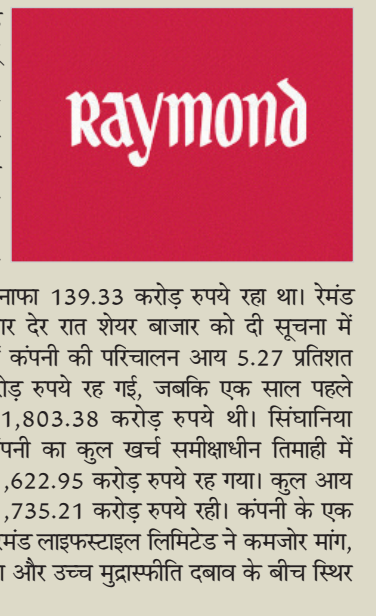 Raymond
139.33 करोड़ रुपये रहा था। रेमंड
देर रात शेयर बाजार को दी सूचना में
कंपनी की परिचालन आय 5.27 प्रतिशत
रुपये रह गई, जबकि एक साल पहले
1,803.38 करोड़ रुपये थी। सिंघानिया
का कुल खर्च समीक्षाधीन तिमाही में
,622.95 करोड़ रुपये रह गया। कुल आय
,735.21 करोड़ रुपये रही। कंपनी के एक
लाइफस्टाइल लिमिटेड ने कमजोर मांग,
और उच्च मुद्रास्फीति दबाव के बीच स्थिर